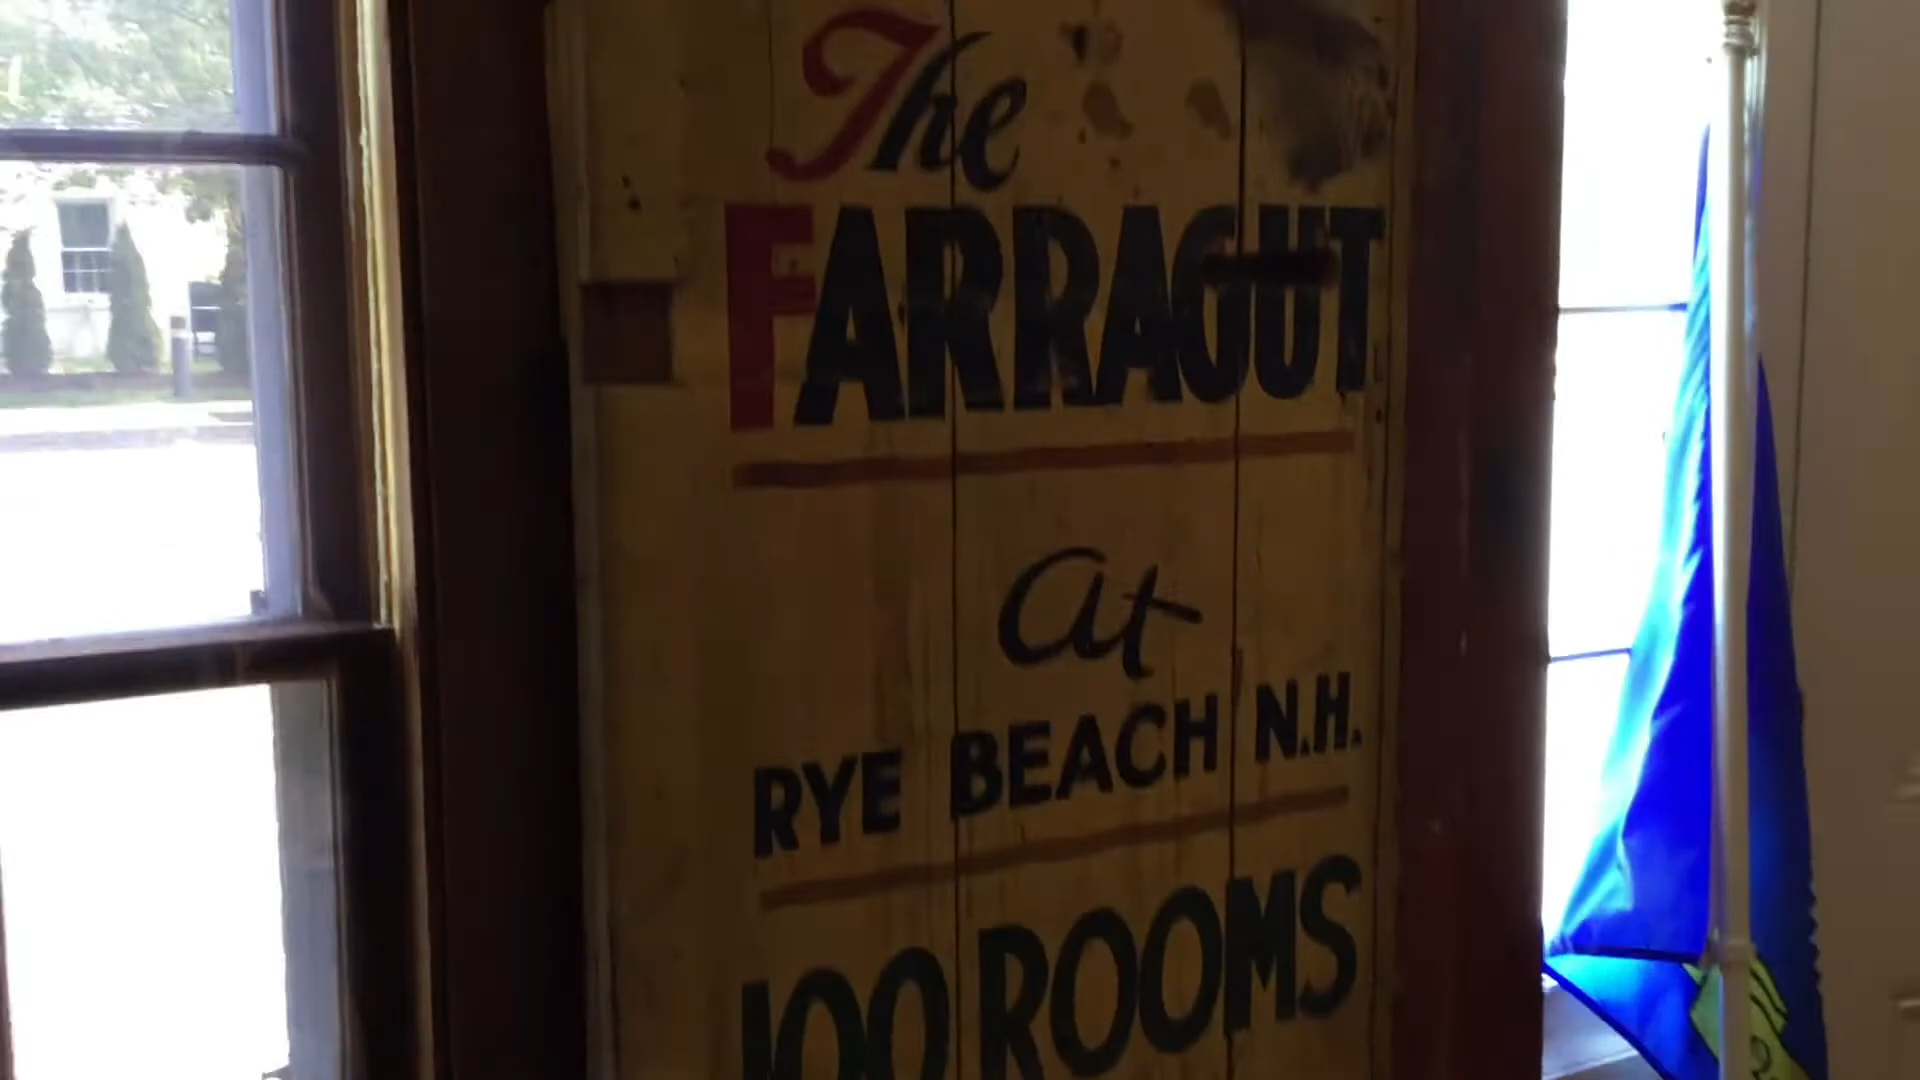 The
FARRAGUT
at
RYE BEACH N.H.
100 ROOMS